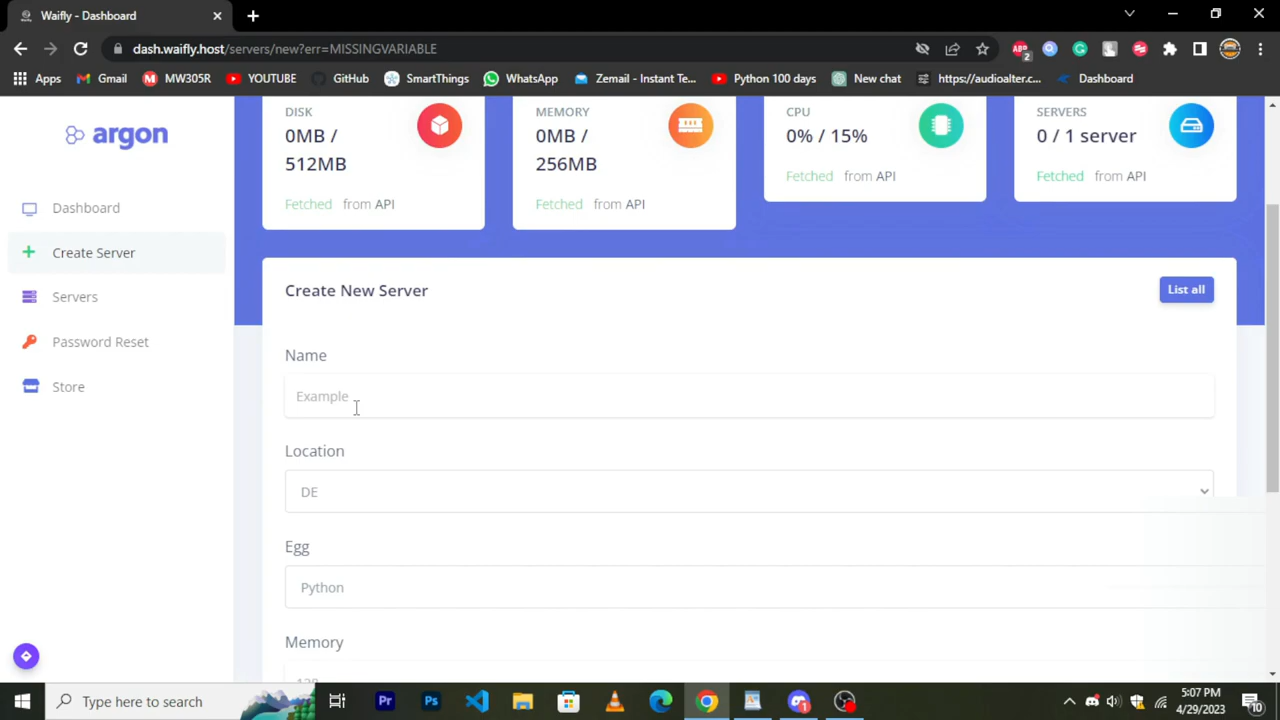 Waifly - Dashboard
dash.waifly.host/servers/new?err=MISSINGVARIABLE
Apps Gmail MW305R YOUTUBE GitHub SmartThings WhatsApp Zemail - Instant Te... Python 100 days New chat https://audioalter.c... Dashboard
argon
Dashboard
Create Server
Servers
Password Reset
Store
DISK
0MB /
512MB
Fetched from API
MEMORY
0MB /
256MB
Fetched from API
CPU
0% / 15%
Fetched from API
SERVERS
0 / 1 server
Fetched from API
Create New Server
List all
Name
Example
Location
DE
Egg
Python
Memory
Type here to search
5:07 PM
4/29/2023
10